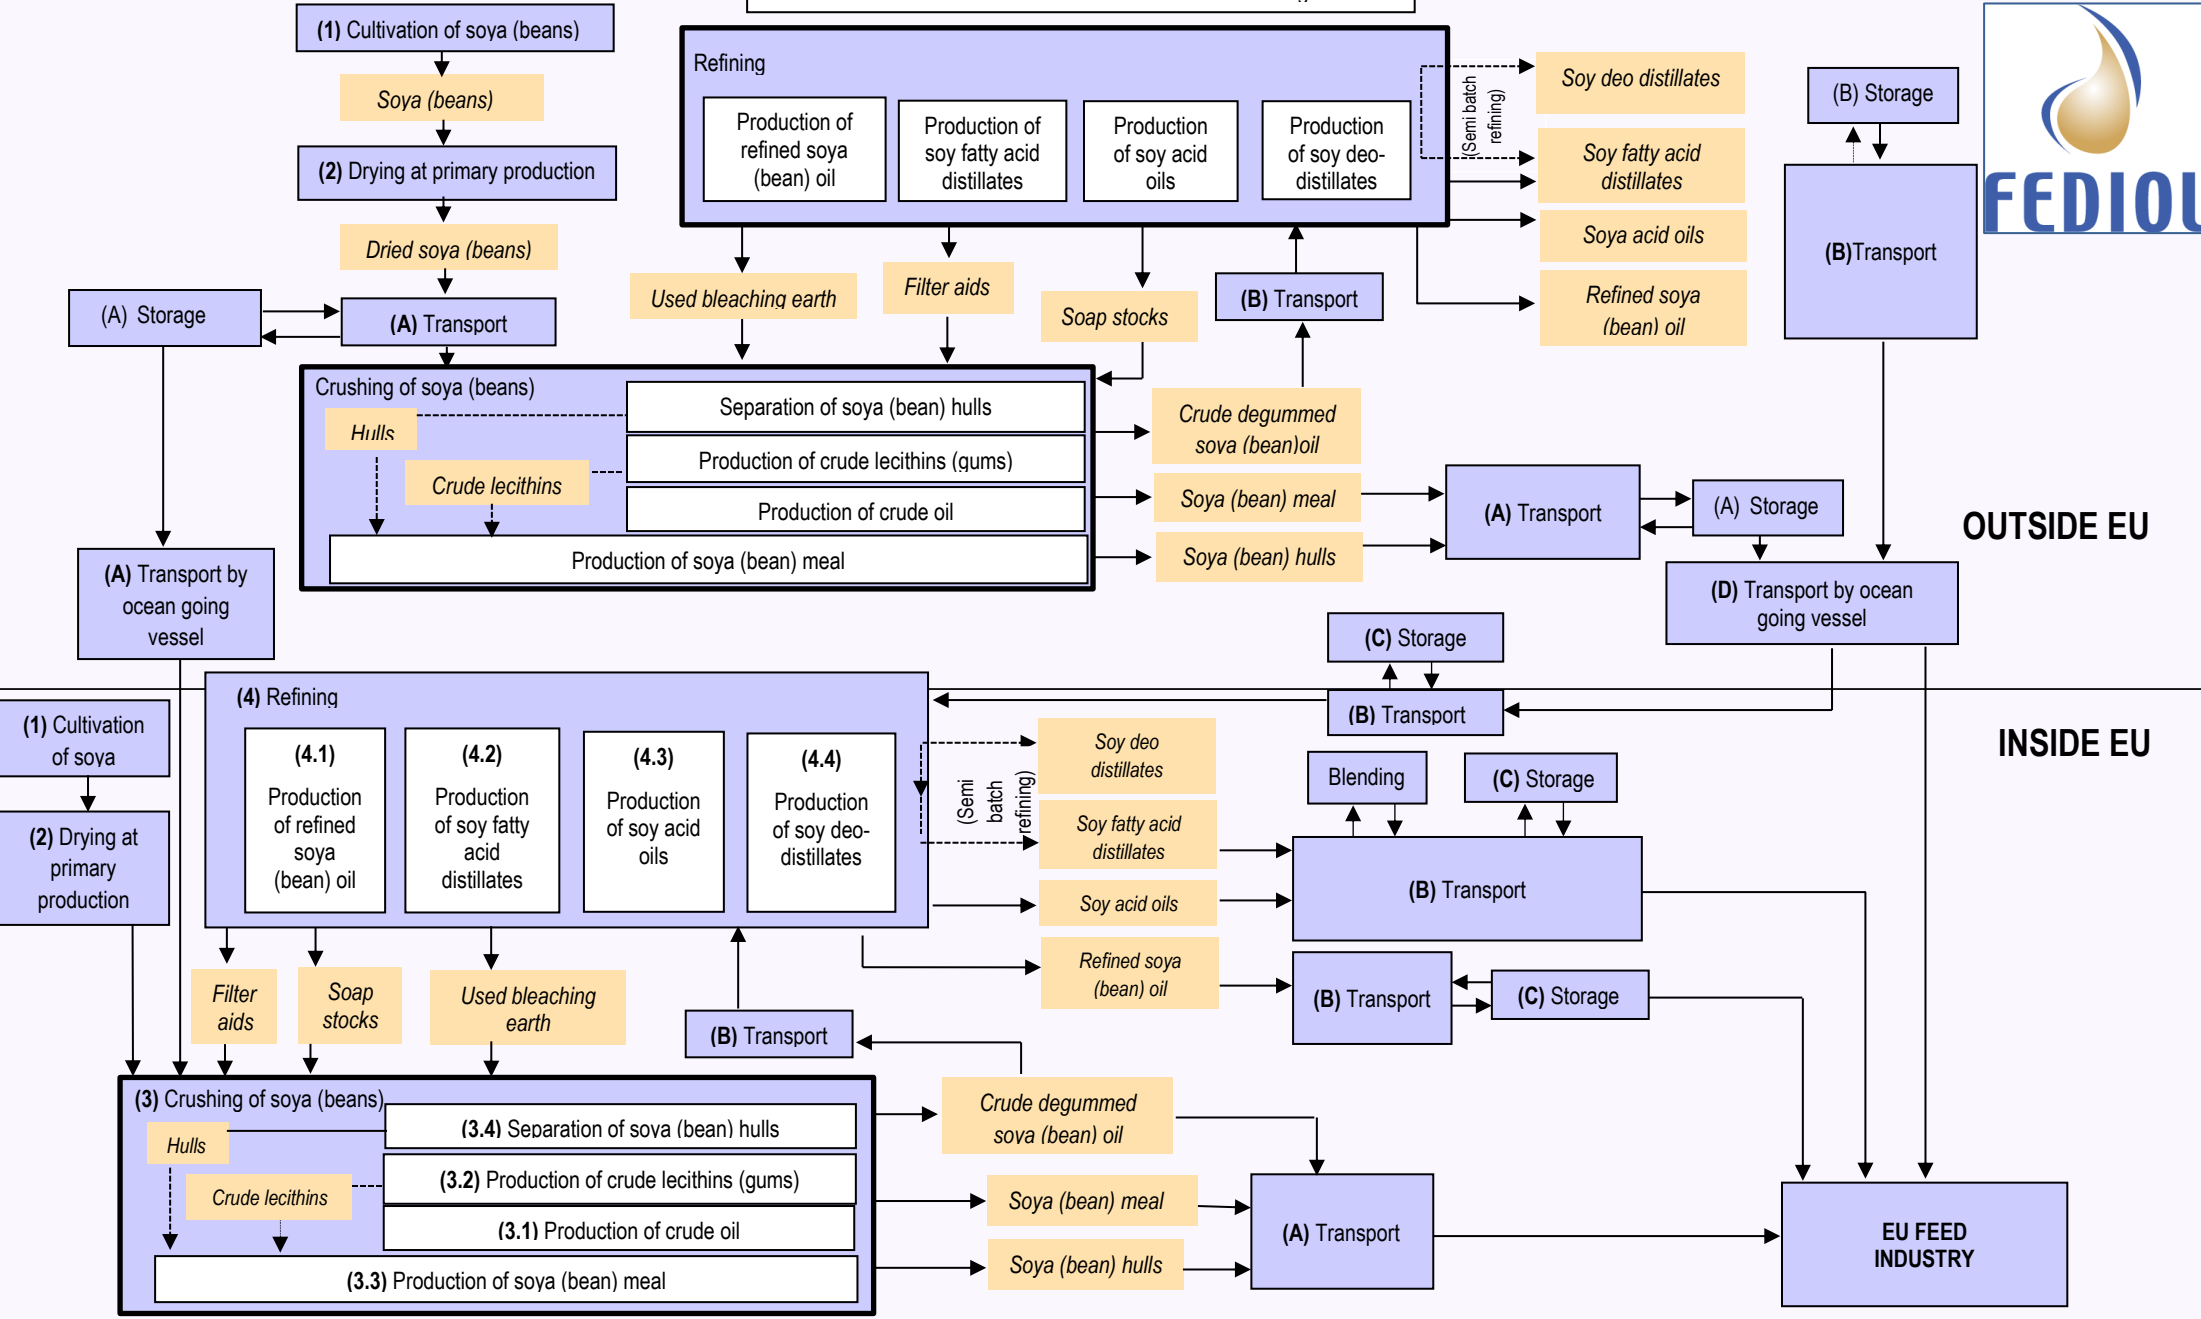 (1) Cultivation of soya (beans)
Soya (beans)
(2) Drying at primary production
Dried soya (beans)
(A) Storage
(A) Transport
Refining
Production of
refined soya
(bean) oil
Production of
soy fatty acid
distillates
Production
of soy acid
oils
Production
of soy deo-
distillates
(Semi batch
refining)
Soy deo distillates
Soy fatty acid
distillates
Soya acid oils
Refined soya
(bean) oil
(B) Storage
(B)Transport
FEDIOL
Used bleaching earth
Filter aids
Soap stocks
(B) Transport
Crushing of soya (beans)
Hulls
Crude lecithins
Separation of soya (bean) hulls
Production of crude lecithins (gums)
Production of crude oil
Production of soya (bean) meal
Crude degummed
soya (bean)oil
Soya (bean) meal
Soya (bean) hulls
(A) Transport
(A) Storage
OUTSIDE EU
(A) Transport by
ocean going
vessel
(D) Transport by ocean
going vessel
(C) Storage
(B) Transport
INSIDE EU
(1) Cultivation
of soya
(2) Drying at
primary
production
(4) Refining
(4.1)
Production
of refined
soya
(bean) oil
(4.2)
Production
of soy fatty
acid
distillates
(4.3)
Production
of soy acid
oils
(4.4)
Production
of soy deo-
distillates
(Semi
batch
refining)
Soy deo
distillates
Soy fatty acid
distillates
Soy acid oils
Refined soya
(bean) oil
Blending
(C) Storage
(B) Transport
(B) Transport
(C) Storage
Filter
aids
Soap
stocks
Used bleaching
earth
(B) Transport
(3) Crushing of soya (beans)
Hulls
Crude lecithins
(3.4) Separation of soya (bean) hulls
(3.2) Production of crude lecithins (gums)
(3.1) Production of crude oil
(3.3) Production of soya (bean) meal
Crude degummed
soya (bean) oil
Soya (bean) meal
Soya (bean) hulls
(A) Transport
EU FEED
INDUSTRY